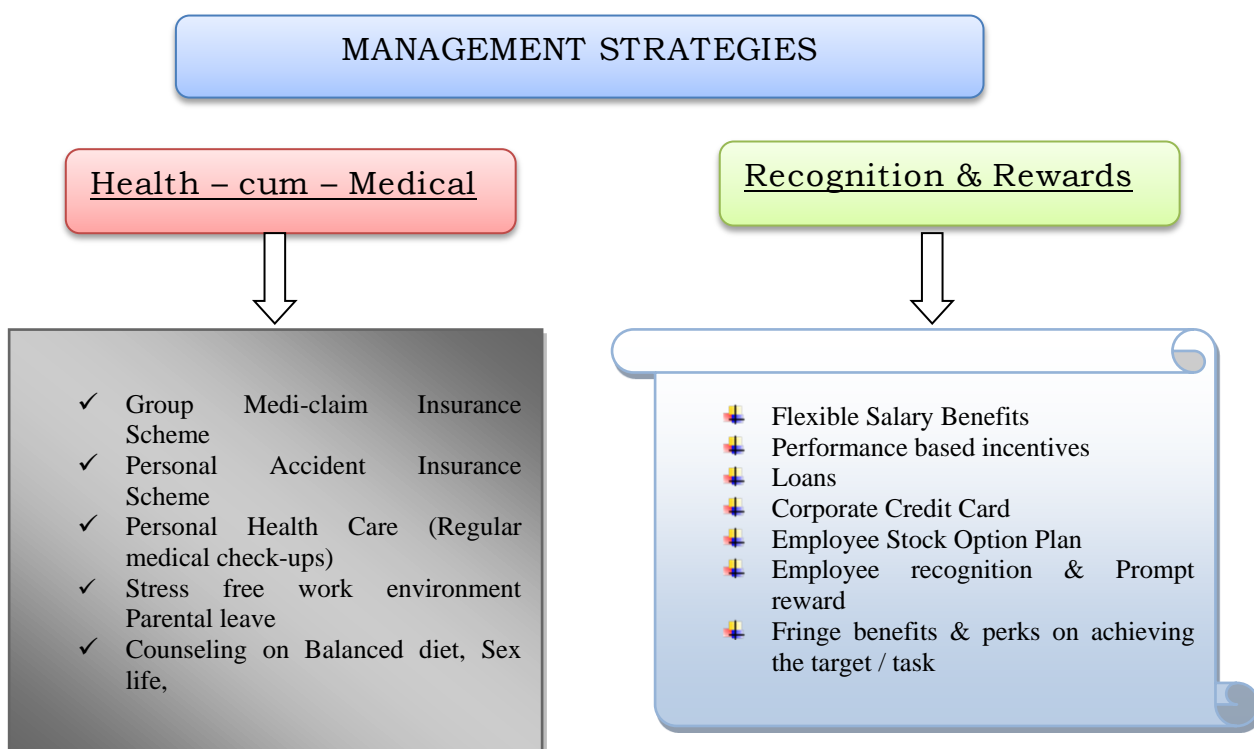 MANAGEMENT STRATEGIES
Health – cum – Medical
Group Medi-claim Insurance
Scheme
Personal Accident Insurance
Scheme
Personal Health Care (Regular
medical check-ups)
Stress free work environment
Parental leave
Counseling on Balanced diet, Sex
life,
Recognition & Rewards
Flexible Salary Benefits
Performance based incentives
Loans
Corporate Credit Card
Employee Stock Option Plan
Employee recognition & Prompt
reward
Fringe benefits & perks on achieving
the target / task